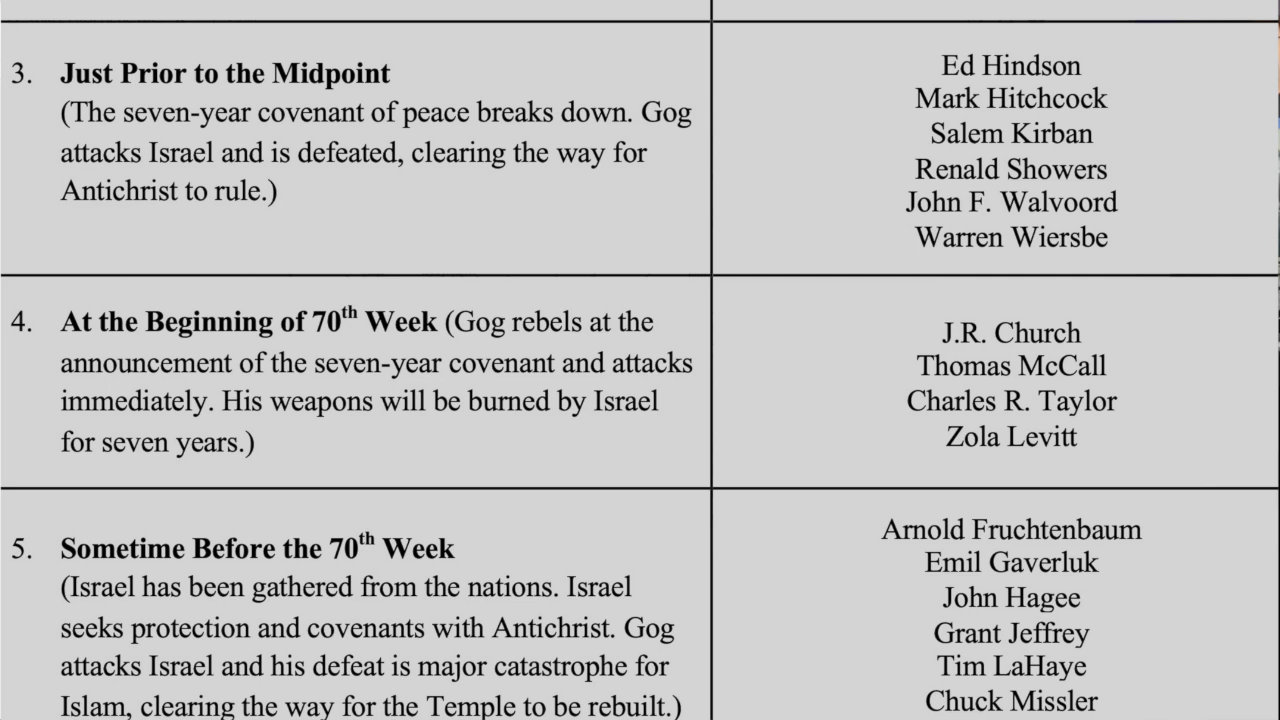 3. Just Prior to the Midpoint
(The seven-year covenant of peace breaks down. Gog
attacks Israel and is defeated, clearing the way for
Antichrist to rule.)
Ed Hindson
Mark Hitchcock
Salem Kirban
Renald Showers
John F. Walvoord
Warren Wiersbe
4. At the Beginning of 70th Week (Gog rebels at the
announcement of the seven-year covenant and attacks
immediately. His weapons will be burned by Israel
for seven years.)
J.R. Church
Thomas McCall
Charles R. Taylor
Zola Levitt
5. Sometime Before the 70th Week
(Israel has been gathered from the nations. Israel
seeks protection and covenants with Antichrist. Gog
attacks Israel and his defeat is major catastrophe for
Islam, clearing the way for the Temple to be rebuilt.)
Arnold Fruchtenbaum
Emil Gaverluk
John Hagee
Grant Jeffrey
Tim LaHaye
Chuck Missler